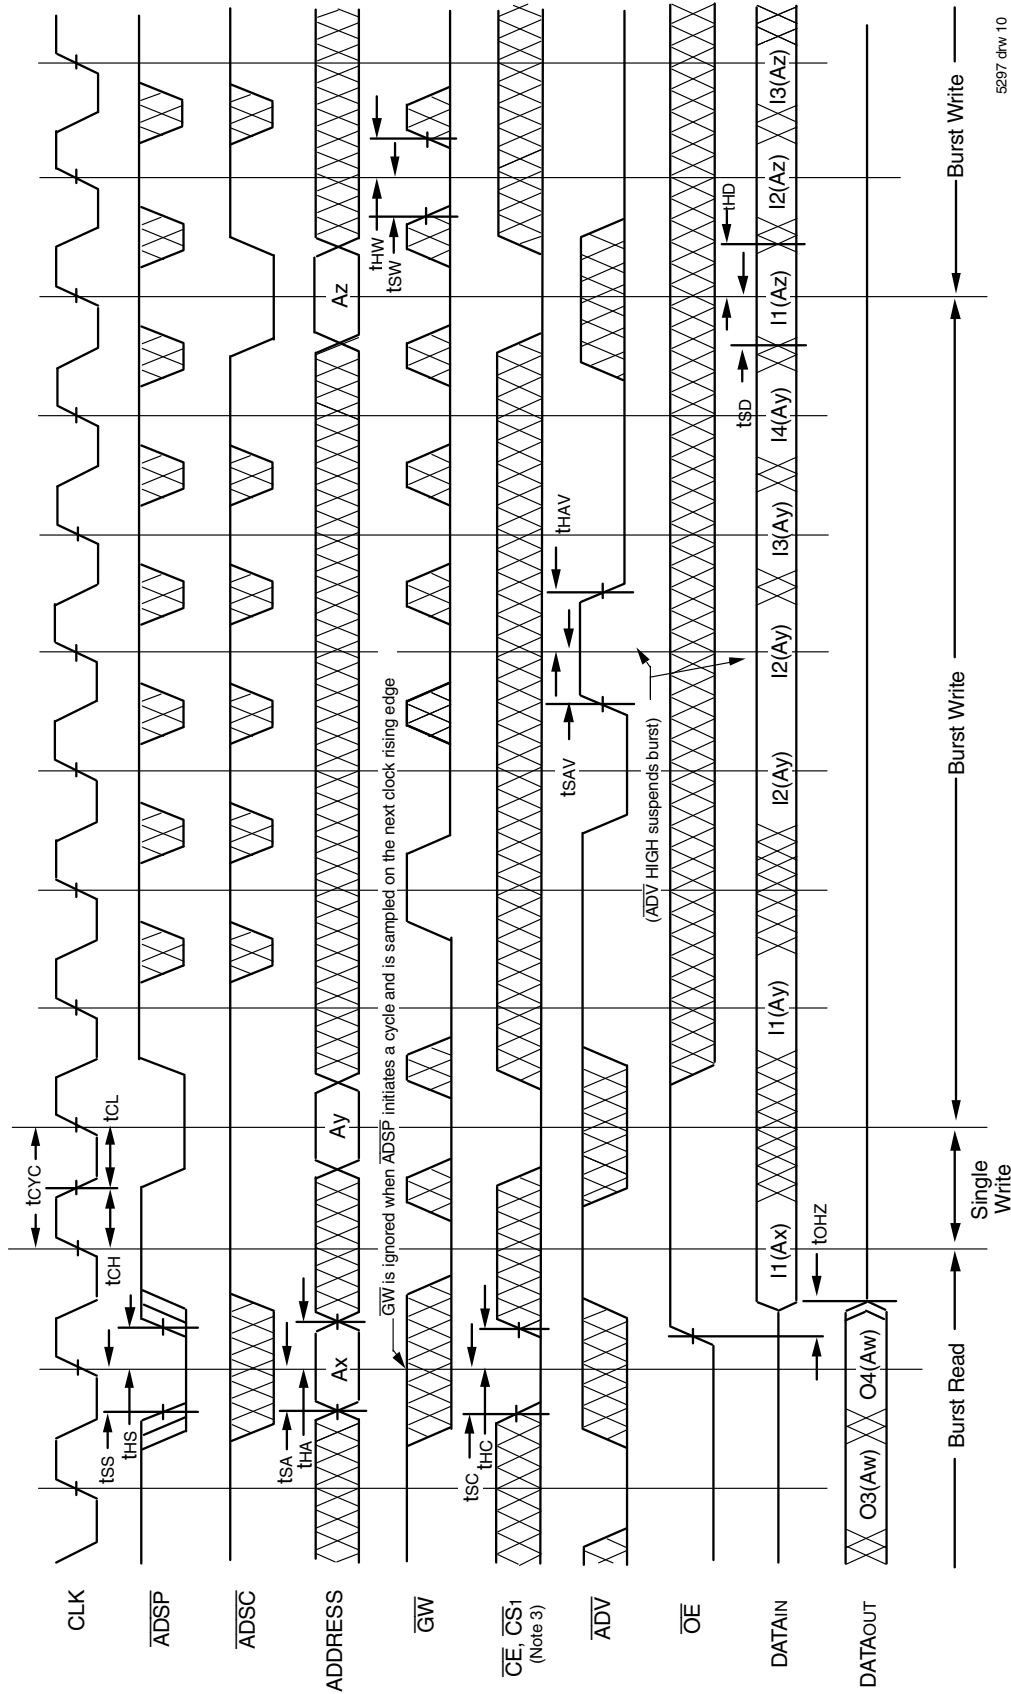 CLK
tCYC
tCH
tCL
tSS
tHS
ADSP
ADSC
ADDRESS
tSA
tHA
Ax
Ay
Az
GW
GW is ignored when ADSP initiates a cycle and is sampled on the next clock rising edge
tHW
tSW
CE, CS1
(Note 3)
tSC
tHC
ADV
tSAV
tHAV
(ADV HIGH suspends burst)
OE
DATAIN
I1(Ax)
I1(Ay)
I2(Ay)
I2(Ay)
I3(Ay)
I4(Ay)
I1(Az)
I2(Az)
I3(Az)
tSD
tHD
DATAOUT
O3(Aw)
O4(Aw)
tOHZ
Burst Read
Single
Write
Burst Write
Burst Write
5297 drw 10